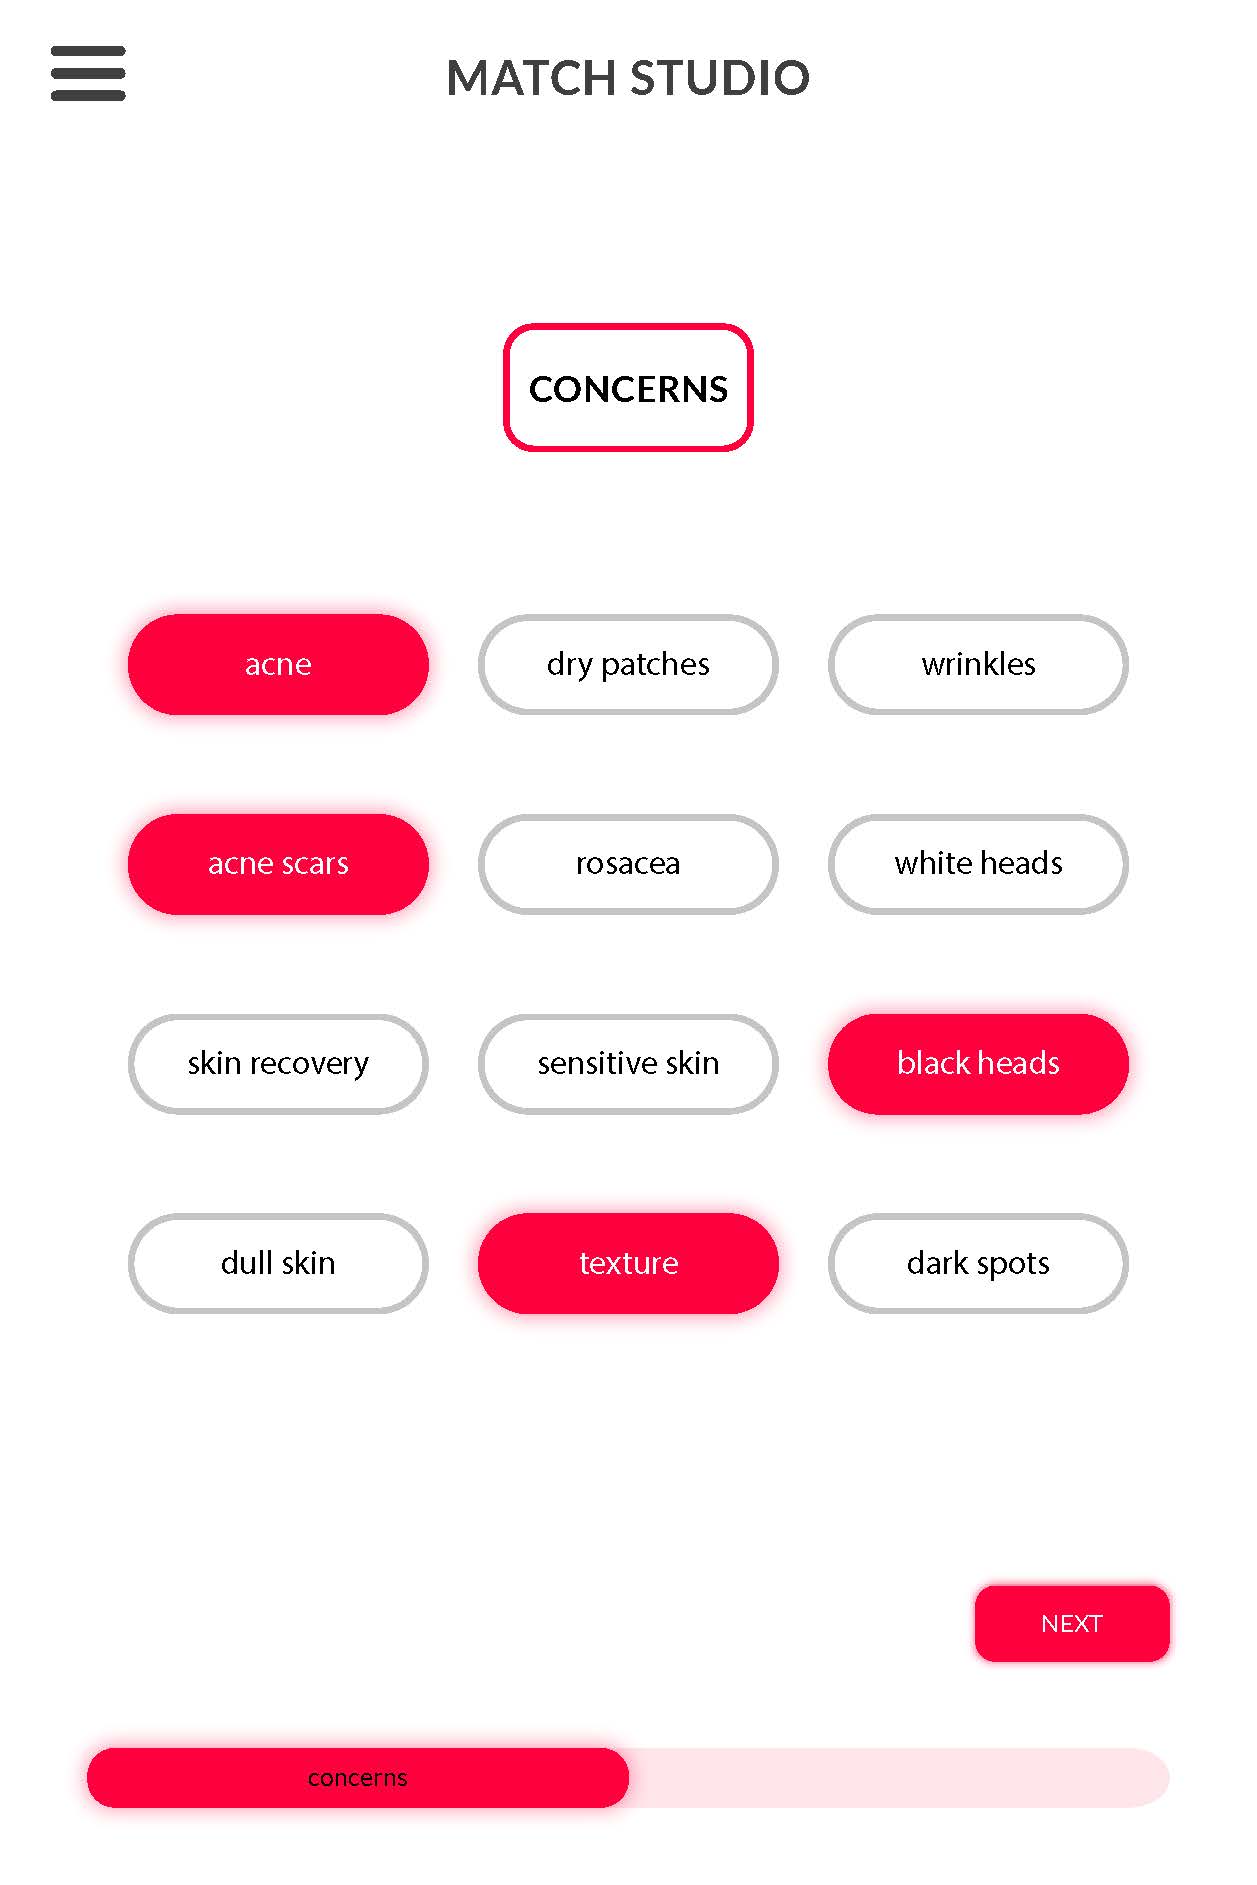 MATCH STUDIO
CONCERNS
acne
dry patches
wrinkles
acne scars
rosacea
white heads
skin recovery
sensitive skin
black heads
dull skin
texture
dark spots
NEXT
concerns